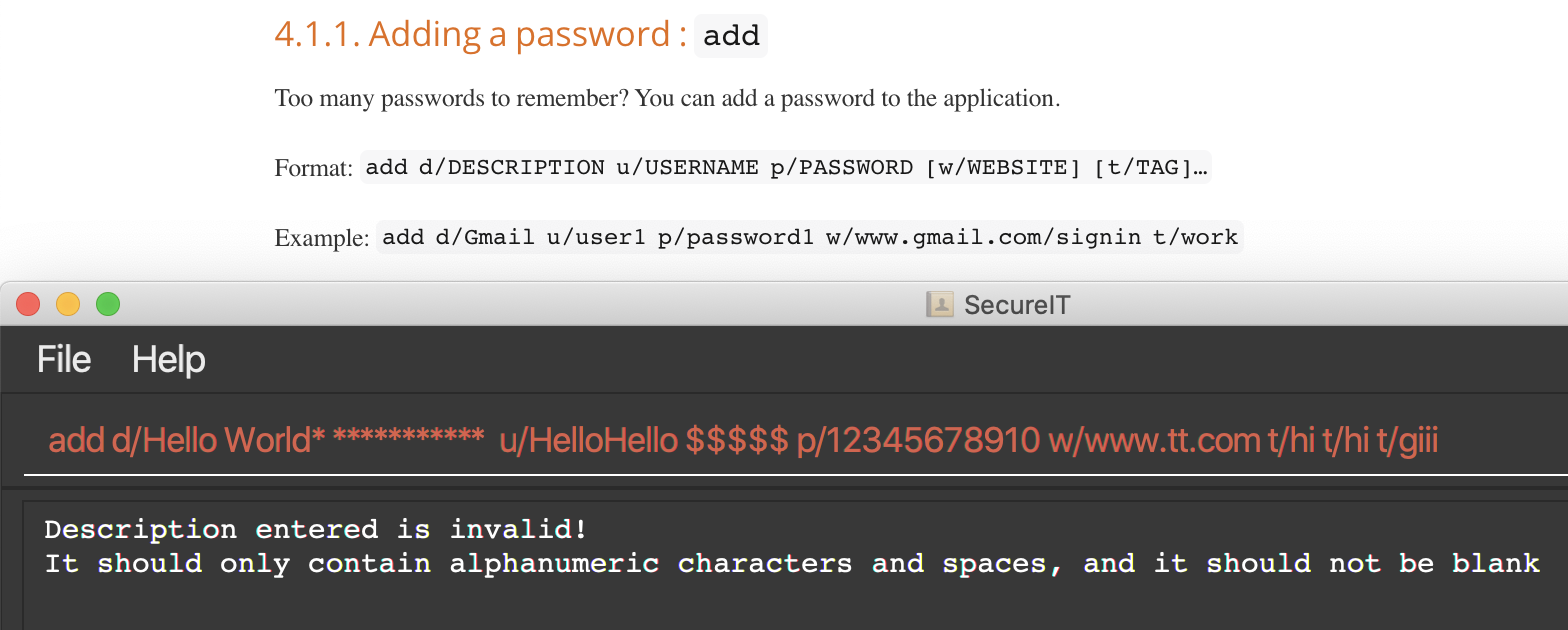 4.1.1. Adding a password : add
Too many passwords to remember? You can add a password to the application.
Format: add d/DESCRIPTION u/USERNAME p/PASSWORD [w/WEBSITE] [t/TAG]…
Example: add d/Gmail u/user1 p/password1 w/www.gmail.com/signin t/work
SecureIT
File Help
add d/Hello World* *********** u/HelloHello $$$$$ p/12345678910 w/www.tt.com t/hi t/hi t/giii
Description entered is invalid!
It should only contain alphanumeric characters and spaces, and it should not be blank